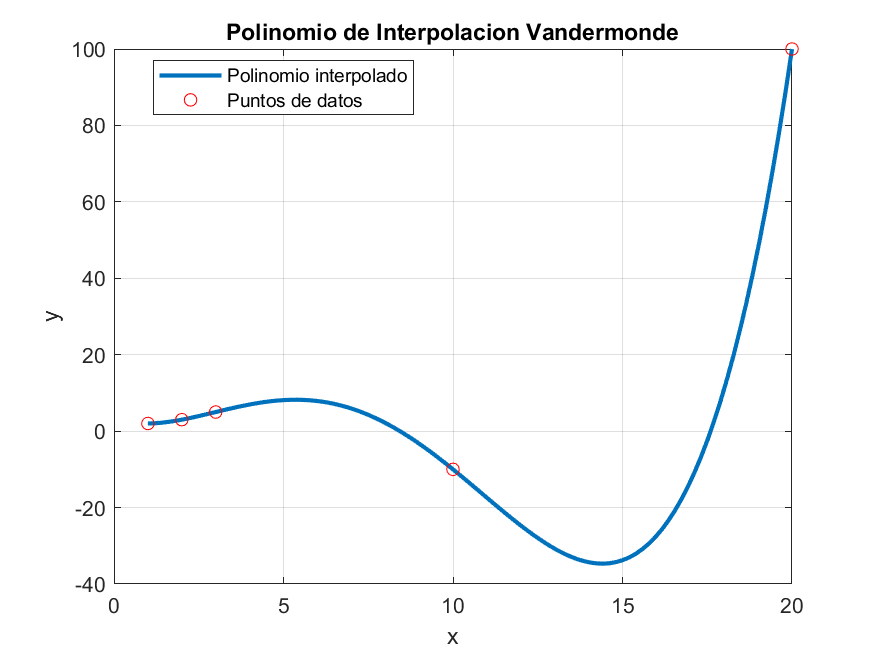 Polinomio de Interpolacion Vandermonde
Polinomio interpolado
Puntos de datos
100
80
60
40
20
0
-20
-40
y
0 5 10 15 20
x